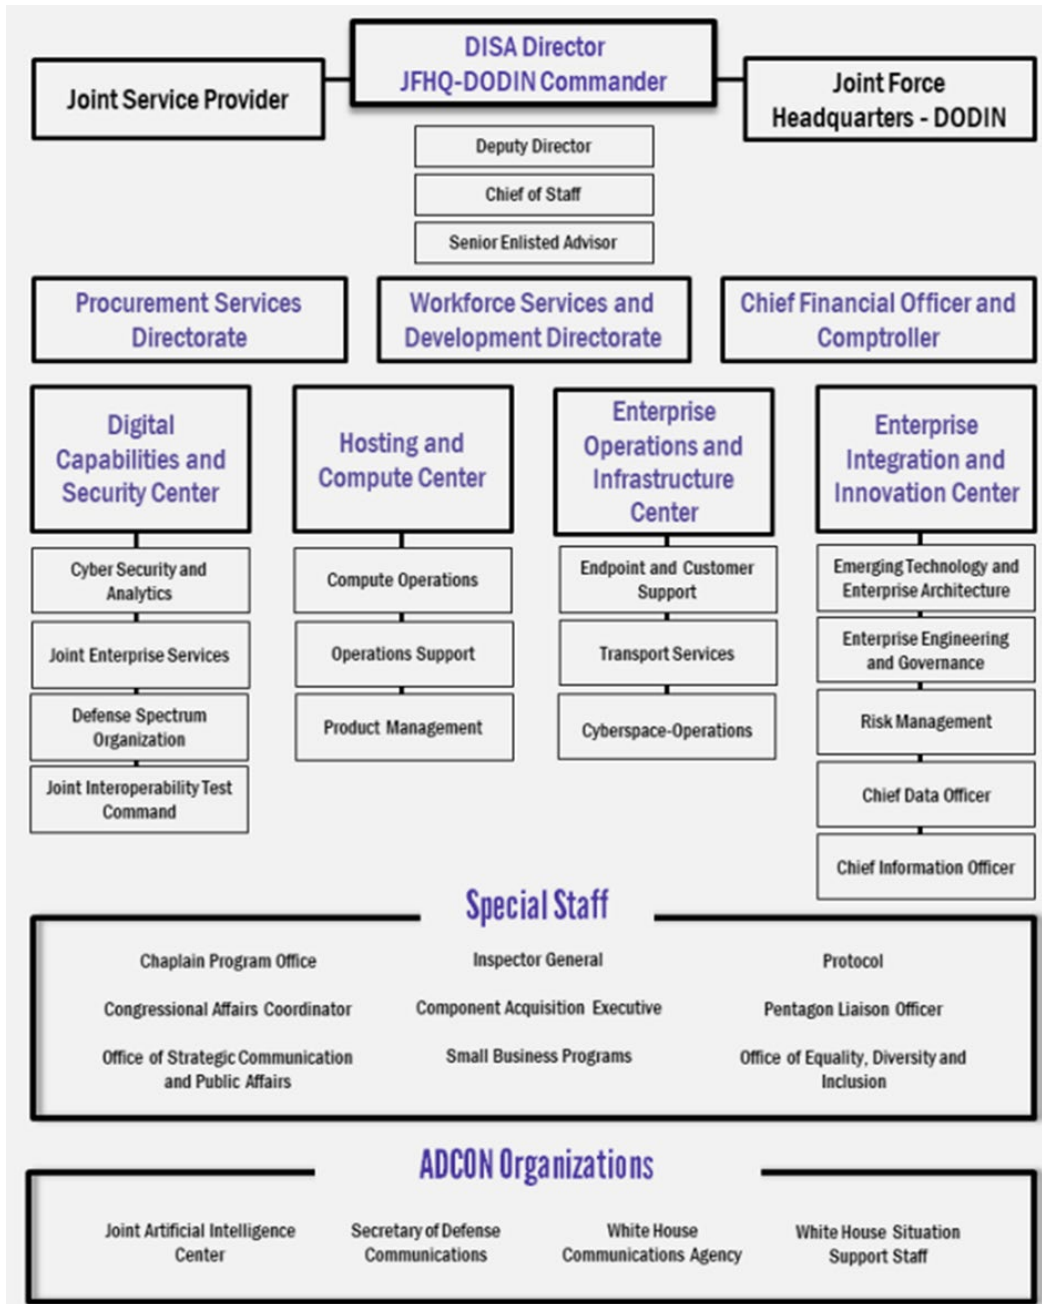 DISA Director
JFHQ-DODIN Commander
Joint Service Provider
Joint Force
Headquarters - DODIN
Deputy Director
Chief of Staff
Senior Enlisted Advisor
Procurement Services
Directorate
Workforce Services and
Development Directorate
Chief Financial Officer and
Comptroller
Digital
Capabilities and
Security Center
Cyber Security and
Analytics
Joint Enterprise Services
Defense Spectrum
Organization
Joint Interoperability Test
Command
Hosting and
Compute Center
Compute Operations
Operations Support
Product Management
Enterprise
Operations and
Infrastructure
Center
Endpoint and Customer
Support
Transport Services
Cyberspace-Operations
Enterprise
Integration and
Innovation Center
Emerging Technology and
Enterprise Architecture
Enterprise Engineering
and Governance
Risk Management
Chief Data Officer
Chief Information Officer
Special Staff
Chaplain Program Office
Inspector General
Protocol
Congressional Affairs Coordinator
Component Acquisition Executive
Pentagon Liaison Officer
Office of Strategic Communication
and Public Affairs
Small Business Programs
Office of Equality, Diversity and
Inclusion
ADCON Organizations
Joint Artificial Intelligence
Center
Secretary of Defense
Communications
White House
Communications Agency
White House Situation
Support Staff